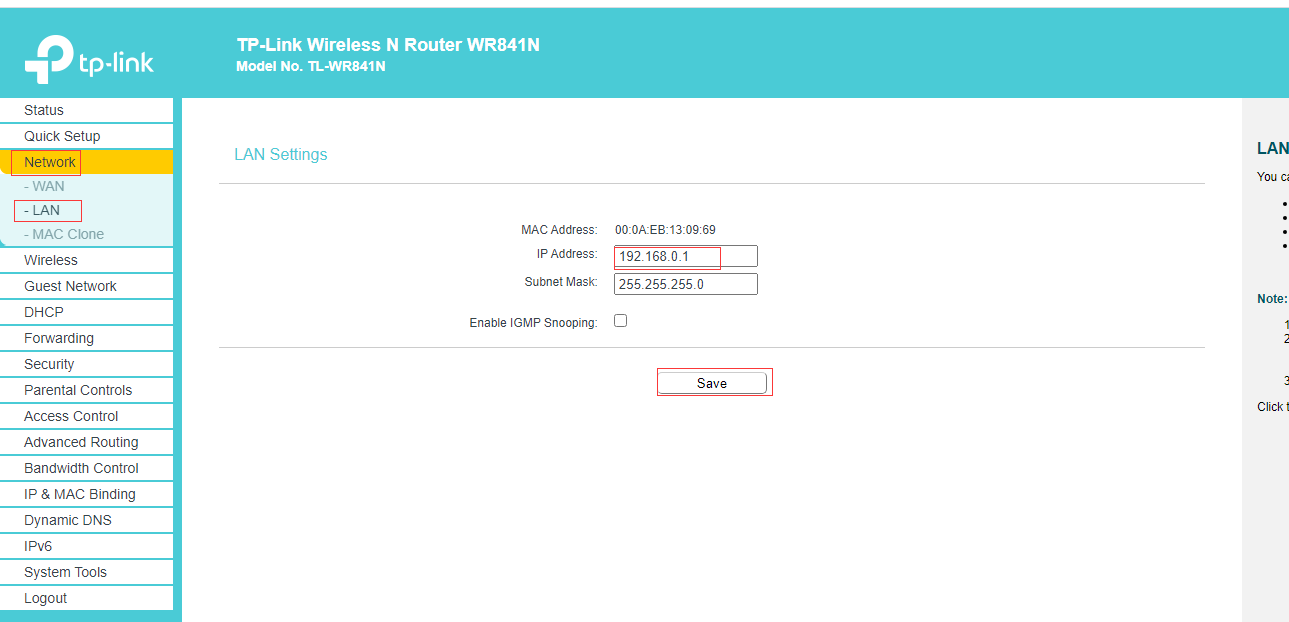 tp-link
TP-Link Wireless N Router WR841N
Model No. TL-WR841N
Status
Quick Setup
Network
- WAN
- LAN
- MAC Clone
Wireless
Guest Network
DHCP
Forwarding
Security
Parental Controls
Access Control
Advanced Routing
Bandwidth Control
IP & MAC Binding
Dynamic DNS
IPv6
System Tools
Logout
LAN Settings
MAC Address: 00:0A:EB:13:09:69
IP Address: 192.168.0.1
Subnet Mask: 255.255.255.0
Enable IGMP Snooping:
Save
LAN
You
Note:
1
2
3
Click